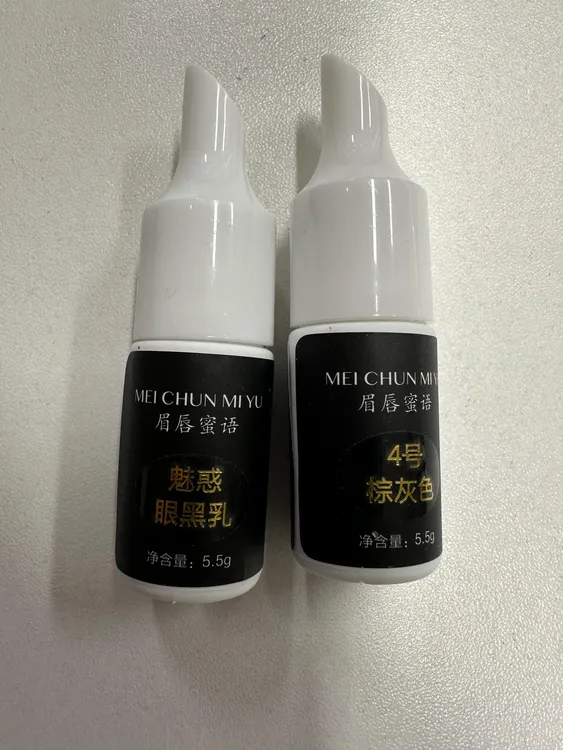 MEI CHUN MI YU
眉唇蜜语
魅惑
眼黑乳
净含量：5.5g
MEI CHUN MI Y
眉唇蜜语
4号
棕灰色
净含量：5.5g